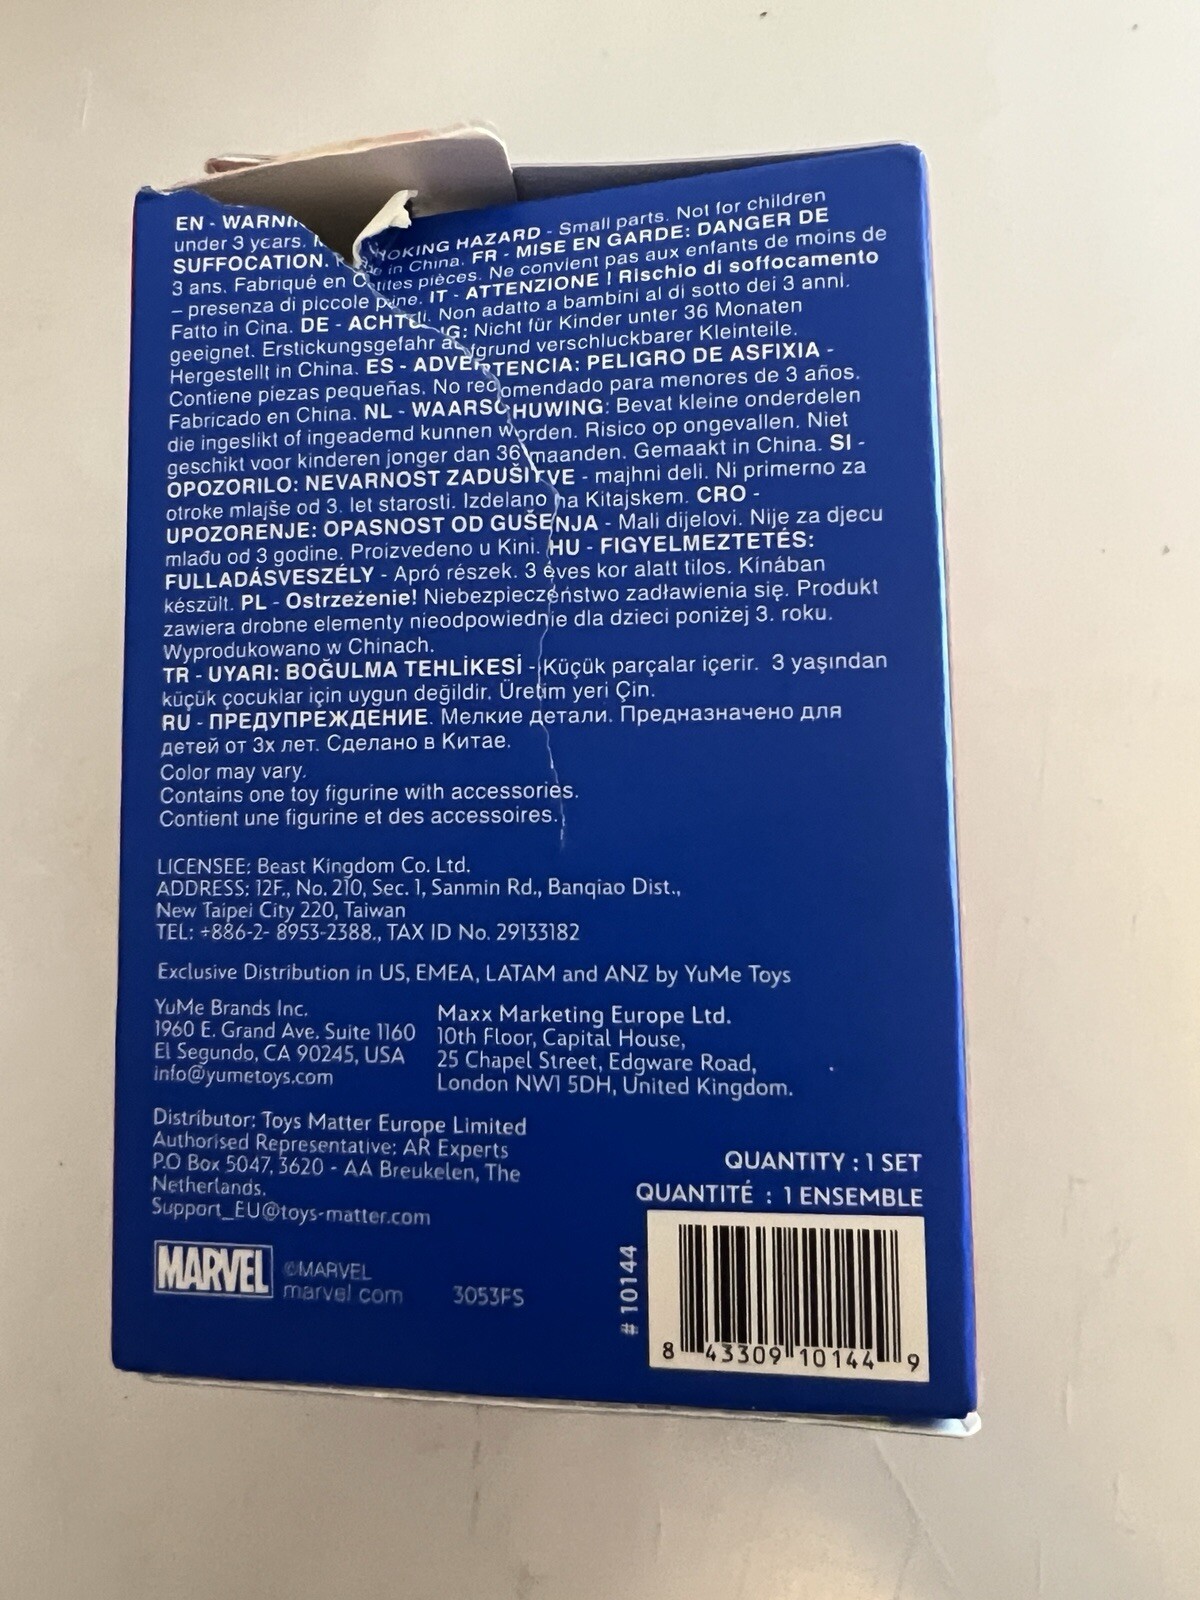 EN - WARNIN
HOKING HAZARD - Small parts. Not for children
under 3 years. in China. FR - MISE EN GARDE: DANGER DE
SUFFOCATION. tites pièces. Ne convient pas aux enfants de moins de
3 ans. Fabriqué en C ine. IT - ATTENZIONE ! Rischio di soffocamento
– presenza di piccole p li. Non adatto a bambini al di sotto dei 3 anni.
Fatto in Cina. DE - ACHTUNG: Nicht für Kinder unter 36 Monaten
geeignet. Erstickungsgefahr aufgrund verschluckbarer Kleinteile.
Hergestellt in China. ES - ADVERTENCIA: PELIGRO DE ASFIXIA -
Contiene piezas pequeñas. No recomendado para menores de 3 años.
Fabricado en China. NL - WAARSCHUWING: Bevat kleine onderdelen
die ingeslikt of ingeademd kunnen worden. Risico op ongevallen. Niet
geschikt voor kinderen jonger dan 36 maanden. Gemaakt in China. SI -
OPOZORILO: NEVARNOST ZADUŠITVE - majhni deli. Ni primerno za
otroke mlajše od 3. let starosti. Izdelano na Kitajskem. CRO -
UPOZORENJE: OPASNOST OD GUŠENJA - Mali dijelovi. Nije za djecu
mlađu od 3 godine. Proizvedeno u Kini. HU - FIGYELMEZTETÉS:
FULLADÁSVESZÉLY - Apró részek. 3 éves kor alatt tilos. Kínában
készült. PL - Ostrzeżenie! Niebezpieczeństwo zadławienia się. Produkt
zawiera drobne elementy nieodpowiednie dla dzieci poniżej 3. roku.
Wyprodukowano w Chinach.
TR - UYARI: BOĞULMA TEHLİKESİ - Küçük parçalar içerir. 3 yaşından
küçük çocuklar için uygun değildir. Üretim yeri Çin.
RU - ПРЕДУПРЕЖДЕНИЕ. Мелкие детали. Предназначено для
детей от 3х лет. Сделано в Китае.
Color may vary.
Contains one toy figurine with accessories.
Contient une figurine et des accessoires.
LICENSEE: Beast Kingdom Co. Ltd.
ADDRESS: 12F., No. 210, Sec. 1, Sanmin Rd., Banqiao Dist.,
New Taipei City 220, Taiwan
TEL: +886-2- 8953-2388., TAX ID No. 29133182
Exclusive Distribution in US, EMEA, LATAM and ANZ by YuMe Toys
YuMe Brands Inc.
1960 E. Grand Ave. Suite 1160
El Segundo, CA 90245, USA
info@yumetoys.com
Maxx Marketing Europe Ltd.
10th Floor, Capital House,
25 Chapel Street, Edgware Road,
London NW1 5DH, United Kingdom.
Distributor: Toys Matter Europe Limited
Authorised Representative: AR Experts
P.O Box 5047, 3620 - AA Breukelen, The
Netherlands.
Support_EU@toys-matter.com
QUANTITY : 1 SET
QUANTITÉ : 1 ENSEMBLE
MARVEL
©MARVEL
marvel.com
3053FS
# 10144
8 43309 10144 9